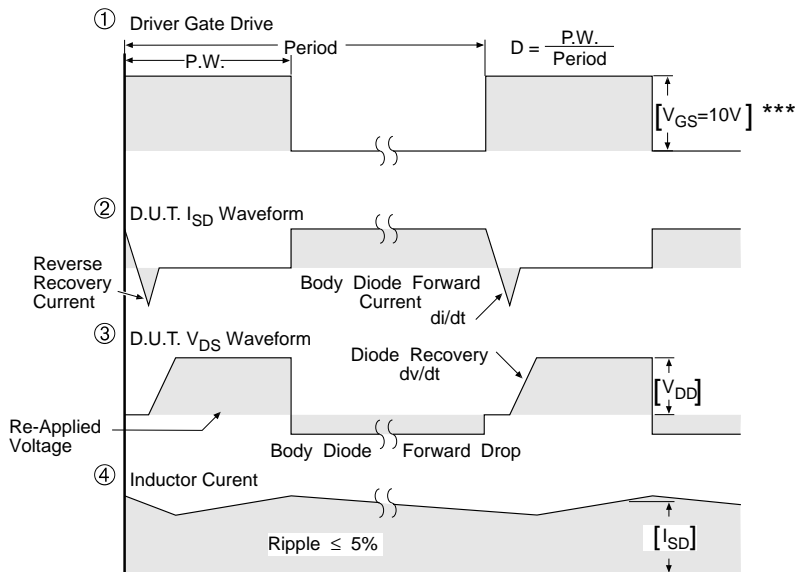 ① Driver Gate Drive
P.W.
Period
D = P.W. / Period
[VGS=10V] ***
② D.U.T. ISD Waveform
Reverse
Recovery
Current
Body Diode Forward
Current
di/dt
③ D.U.T. VDS Waveform
Diode Recovery
dv/dt
[VDD]
Re-Applied
Voltage
Body Diode Forward Drop
④ Inductor Curent
Ripple ≤ 5%
[ISD]